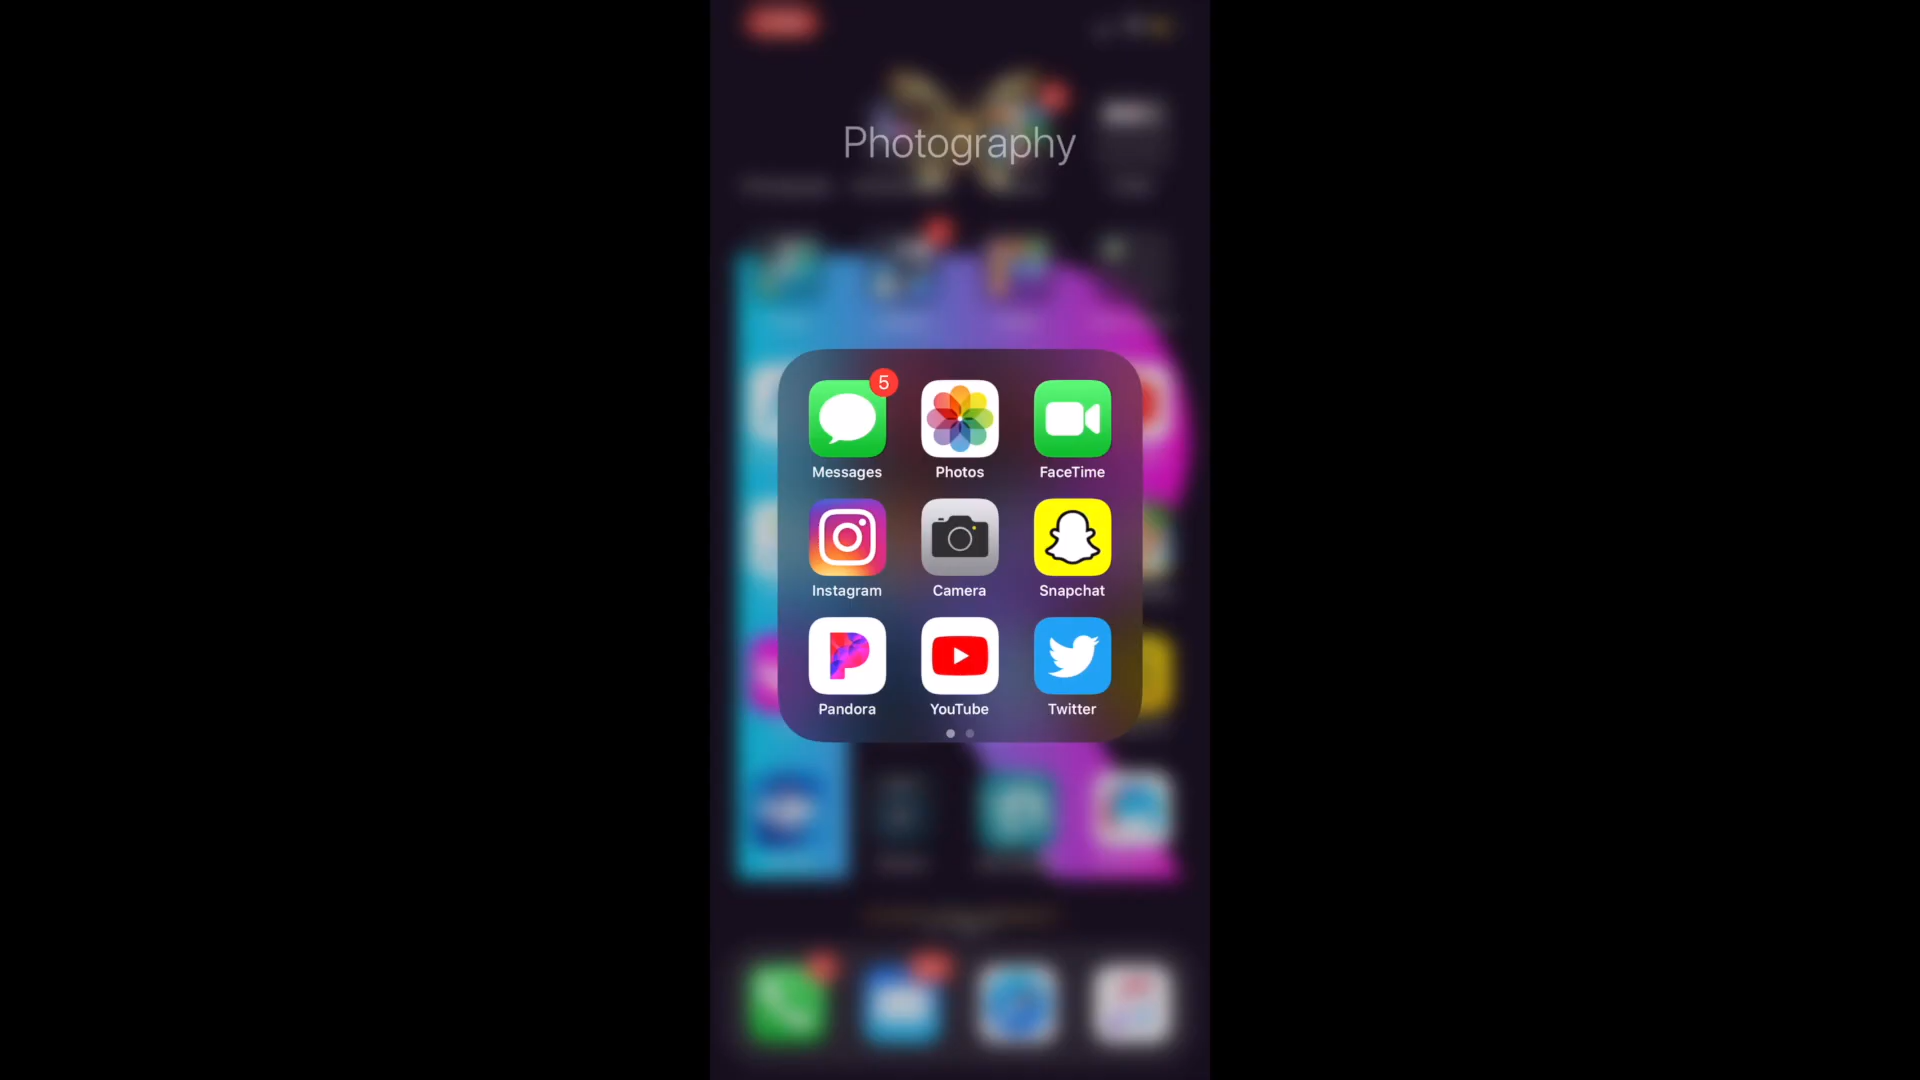 Photography
5
Messages Photos FaceTime
Instagram Camera Snapchat
Pandora YouTube Twitter